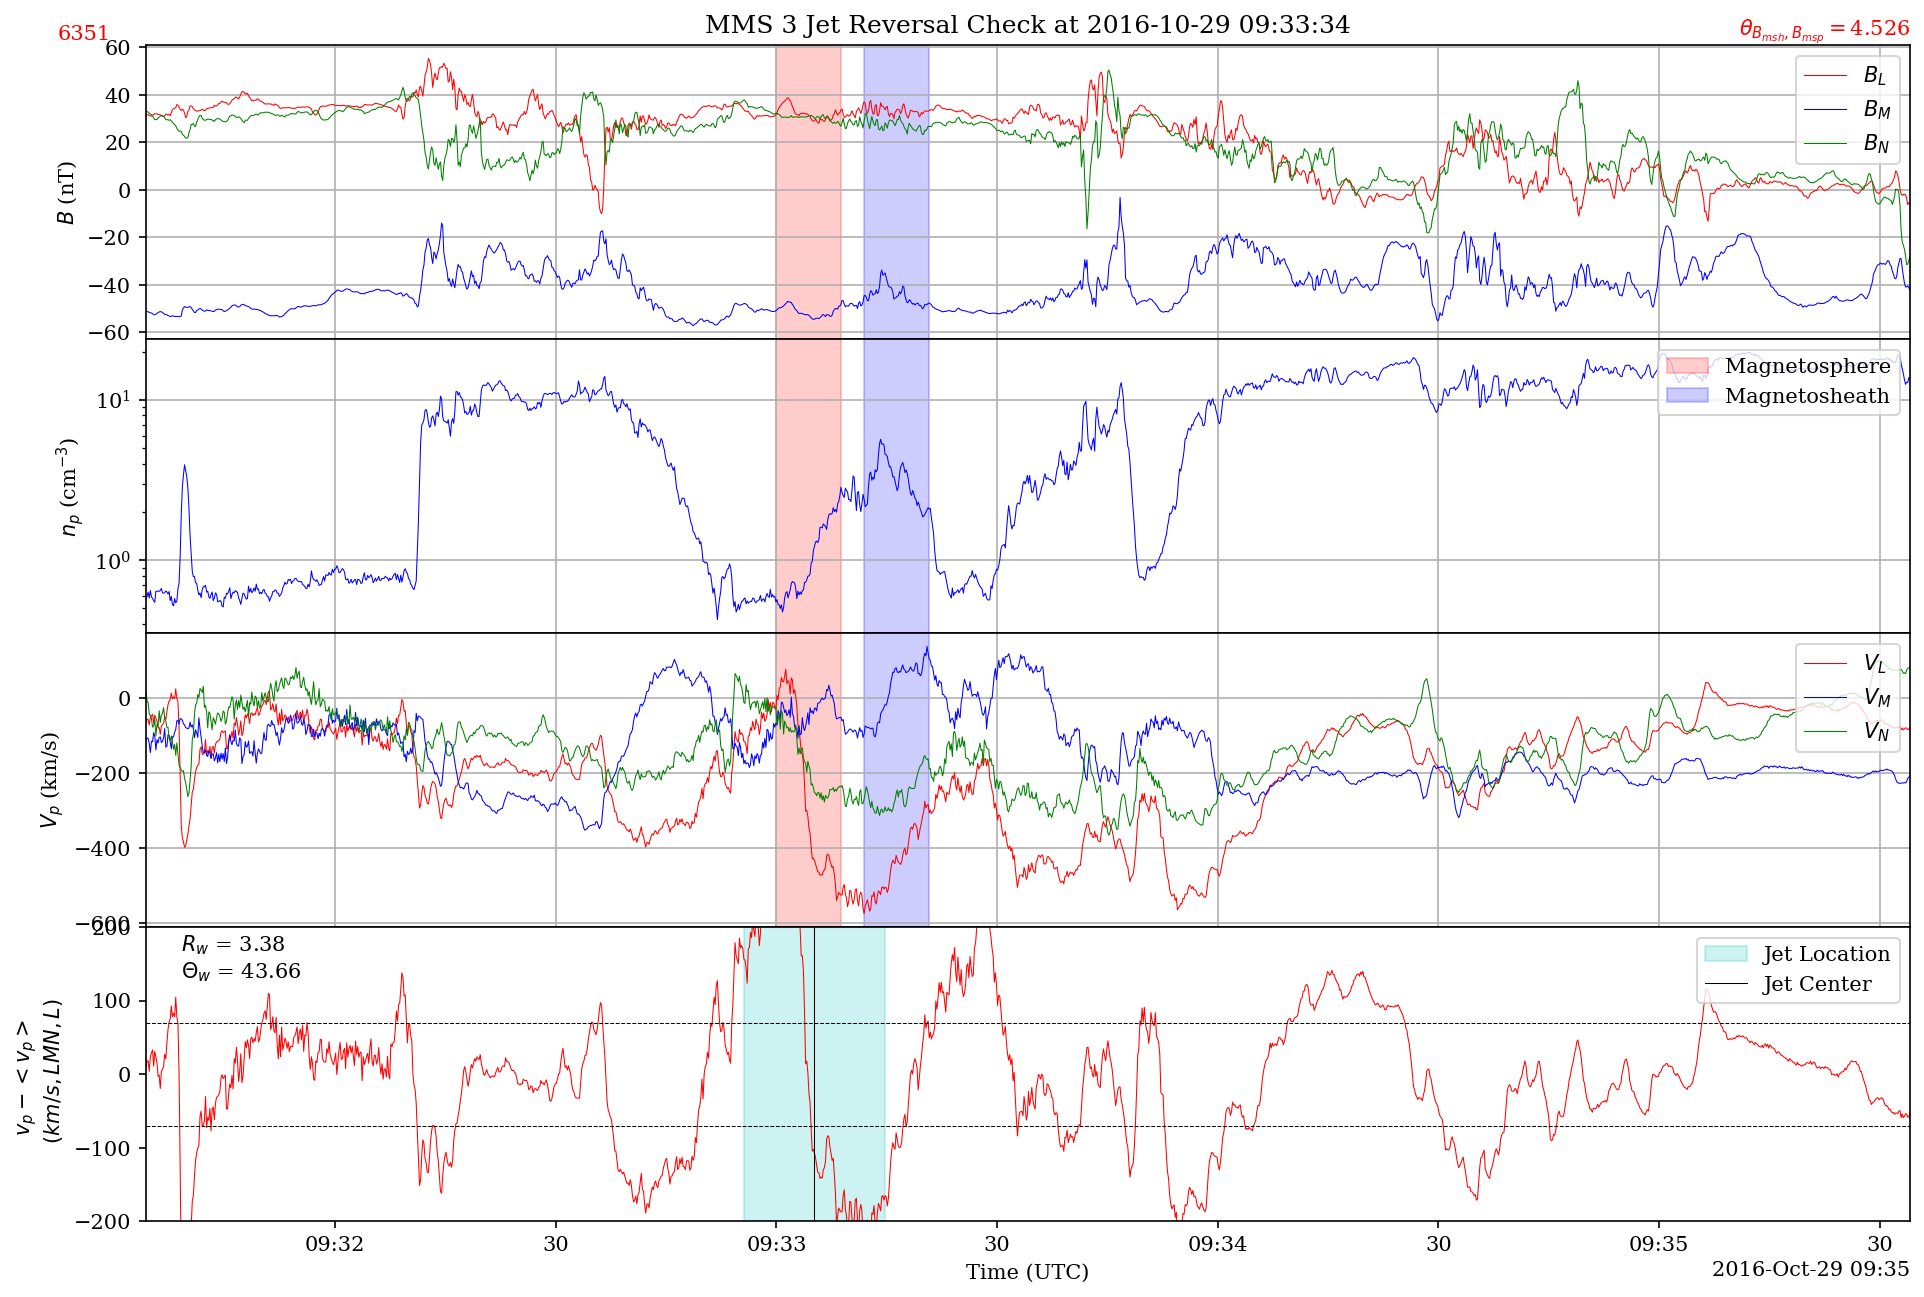 MMS 3 Jet Reversal Check at 2016-10-29 09:33:34
6351
θ_{B_{msh}, B_{msp}} = 4.526
60
40
20
0
−20
−40
−60
B (nT)
B_L
B_M
B_N
10^1
10^0
n_p (cm^{−3})
Magnetosphere
Magnetosheath
0
−200
−400
−600
V_p (km/s)
V_L
V_M
V_N
200
100
0
−100
−200
v_p − <v_p>
(km/s, LMN, L)
R_w = 3.38
Θ_w = 43.66
Jet Location
Jet Center
09:32
30
09:33
30
09:34
30
09:35
30
Time (UTC)
2016-Oct-29 09:35